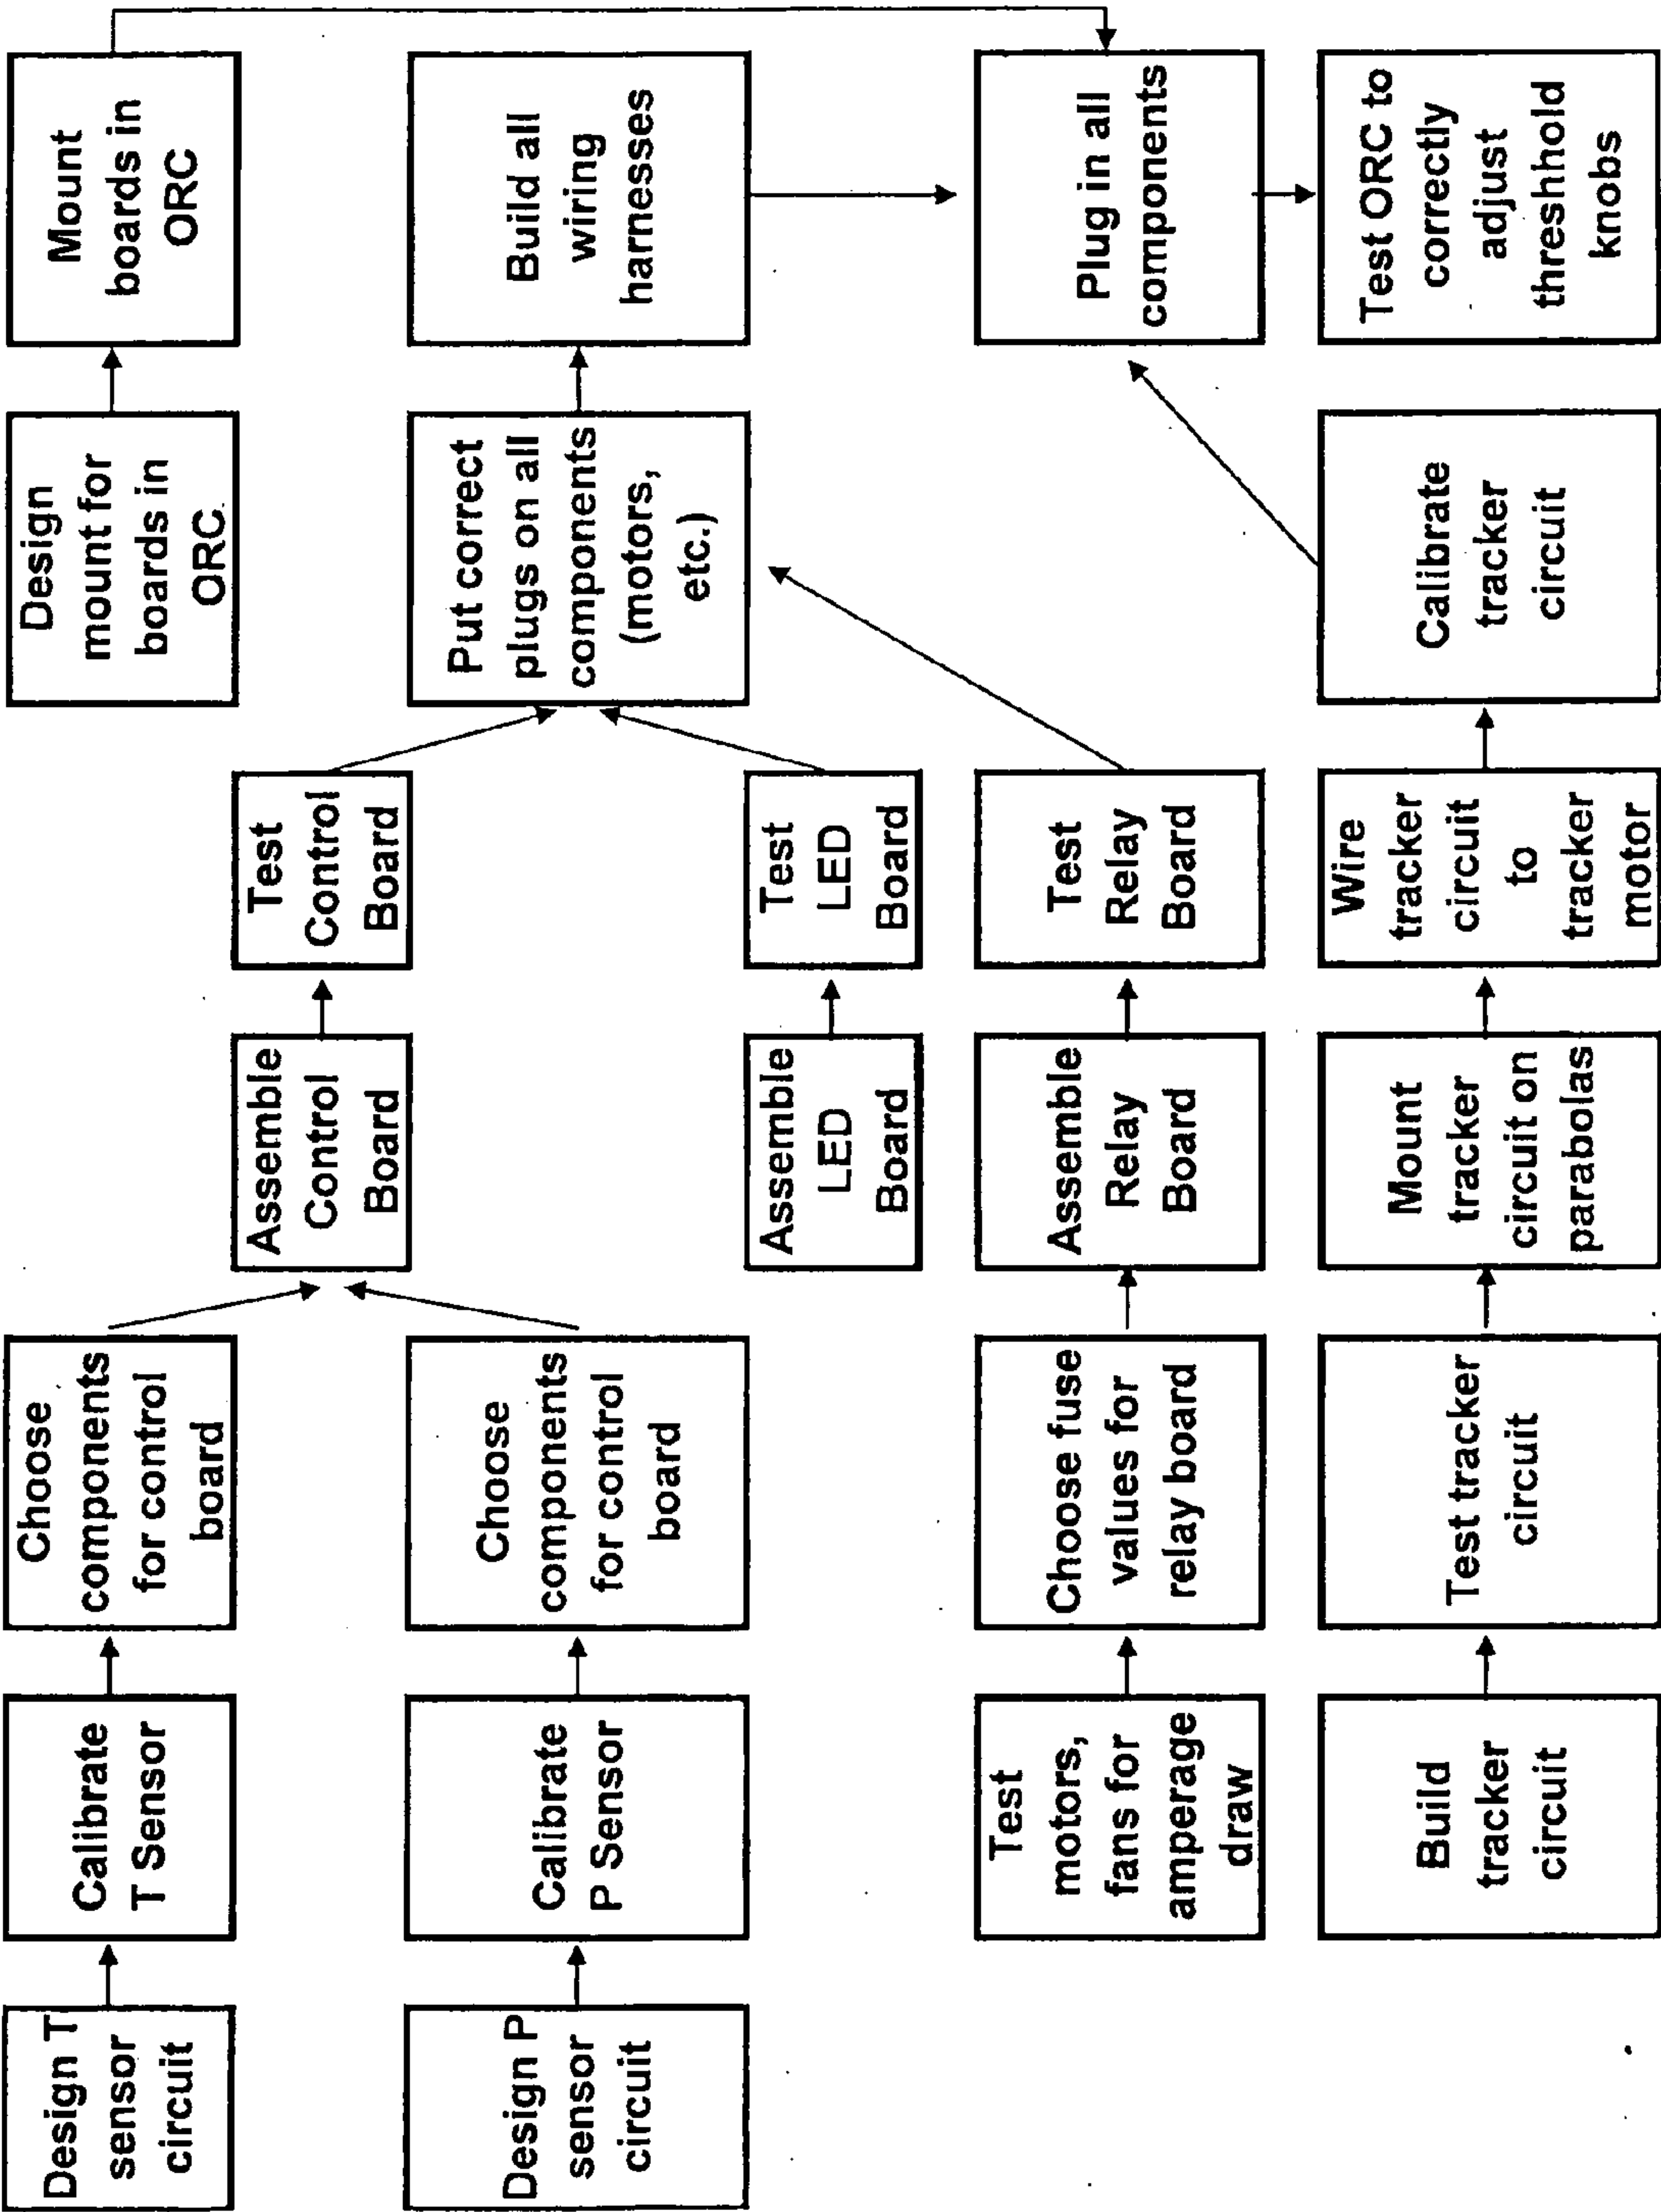 Design T
sensor
circuit
Calibrate
T Sensor
Choose
components
for control
board
Design
mount for
boards in
ORC.
Mount
boards in
ORC
Assemble
Control
Board
Test
Control
Board
Design P
sensor
circuit
Calibrate
P Sensor
Choose
components
for control
board
Put correct
plugs on all
components
(motors,
etc.)
Build all
wiring
harnesses
Assemble
LED
Board
Test
LED
Board
Test
motors,
fans for
amperage
draw
Choose fuse
values for
relay board
Assemble
Relay
Board
Test
Relay
Board
Plug in all
components
Build
tracker
circuit
Test tracker
circuit
Mount
tracker
circuit on
parabolas
Wire
tracker
circuit
to
tracker
motor
Calibrate
tracker
circuit
Test ORC to
correctly
adjust
threshhold
knobs